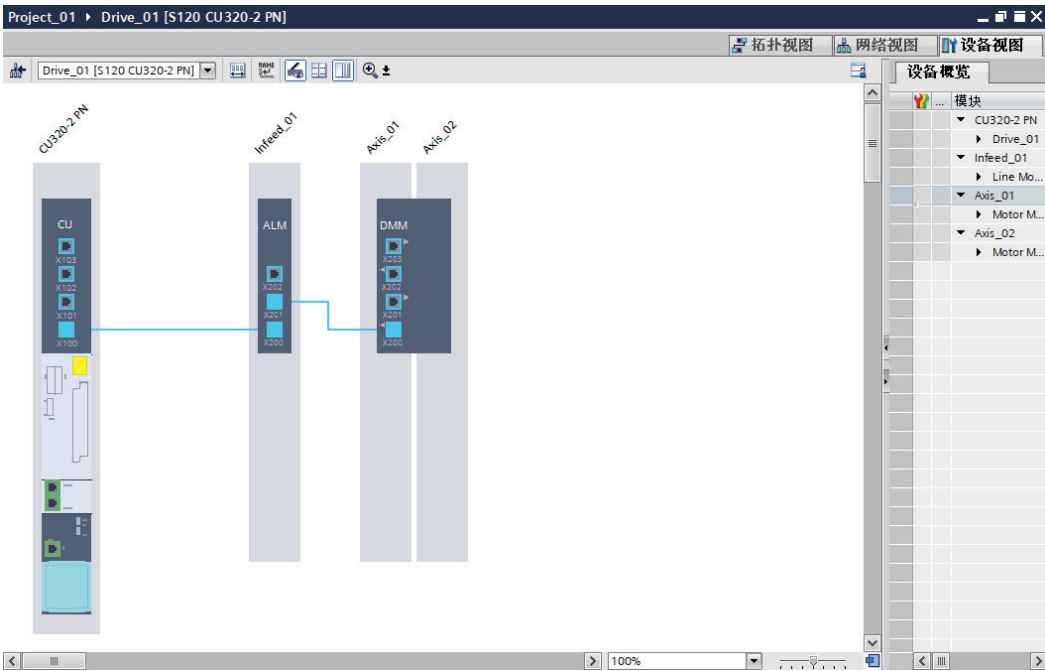 Project_01 ▸ Drive_01 [S120 CU320-2 PN]
拓扑视图 网络视图 设备视图
Drive_01 [S120 CU320-2 PN]
设备概览
... 模块
CU320-2 PN
Drive_01
Infeed_01
Line Mo...
Axis_01
Motor M...
Axis_02
Motor M...
CU320-2 PN
Infeed_01
Axis_01
Axis_02
CU
X103
X102
X101
X100
ALM
X202
X201
X200
DMM
X203
X202
X201
X200
100%